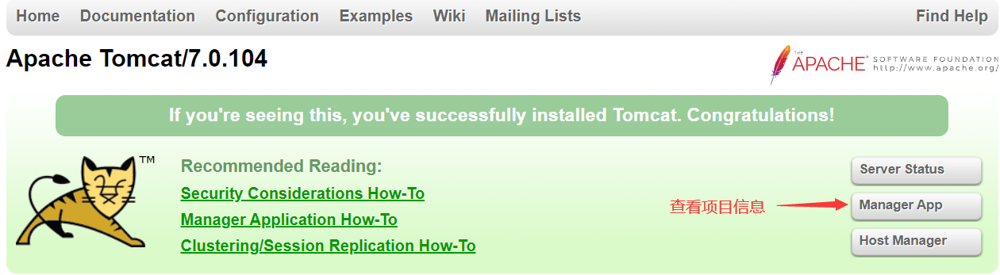 Home Documentation Configuration Examples Wiki Mailing Lists Find Help
Apache Tomcat/7.0.104
THE
APACHE® SOFTWARE FOUNDATION
http://www.apache.org/
If you're seeing this, you've successfully installed Tomcat. Congratulations!
TM
Recommended Reading:
Security Considerations How-To
Manager Application How-To
Clustering/Session Replication How-To
Server Status
查看项目信息
Manager App
Host Manager